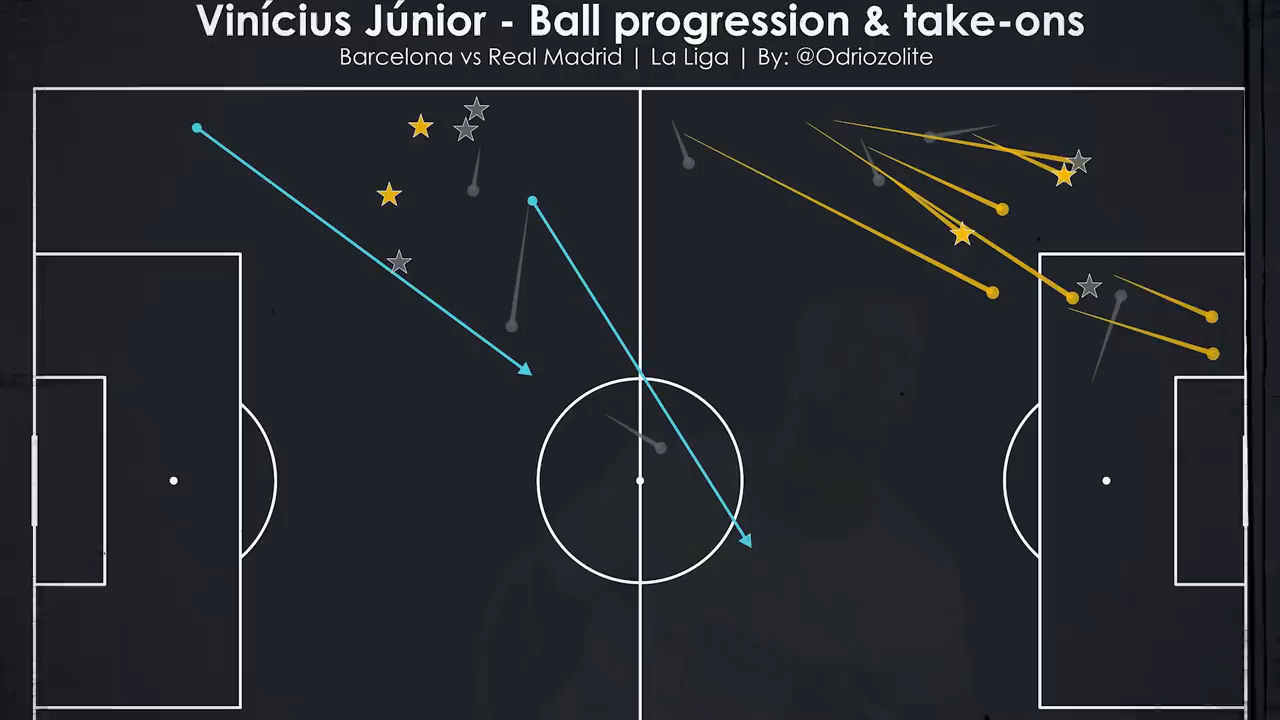 Vinícius Júnior - Ball progression & take-ons
Barcelona vs Real Madrid | La Liga | By: @Odriozolite